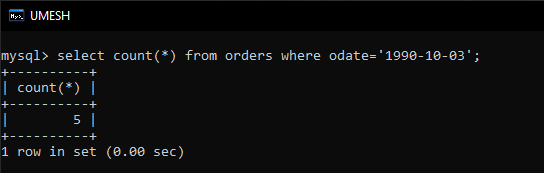 UMESH
mysql> select count(*) from orders where odate='1990-10-03';
+----------+
| count(*) |
+----------+
|        5 |
+----------+
1 row in set (0.00 sec)